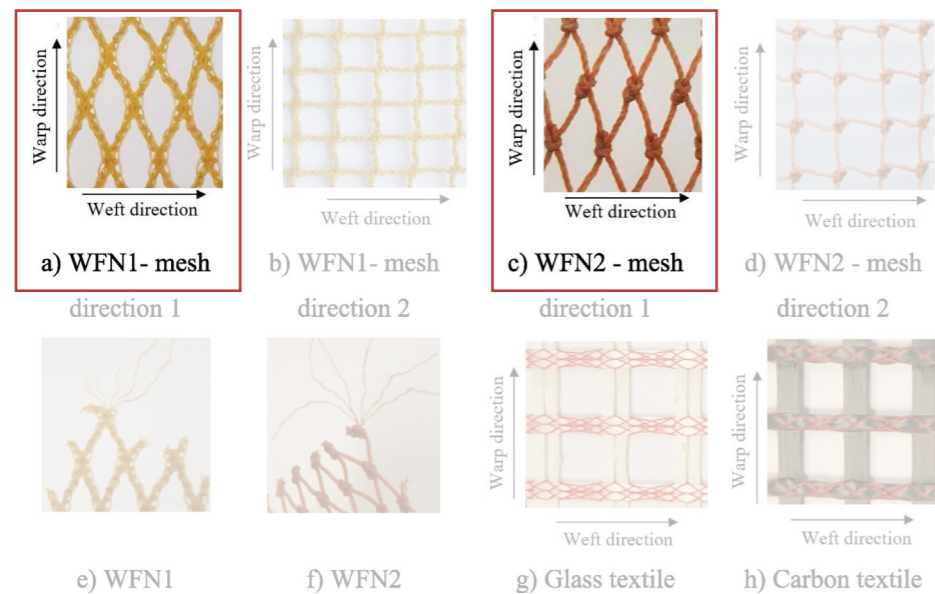 Warp direction
Weft direction
a) WFN1- mesh
direction 1
Warp direction
Weft direction
b) WFN1- mesh
direction 2
Warp direction
Weft direction
c) WFN2 - mesh
direction 1
Warp direction
Weft direction
d) WFN2 - mesh
direction 2
e) WFN1
f) WFN2
Warp direction
Weft direction
g) Glass textile
Warp direction
Weft direction
h) Carbon textile